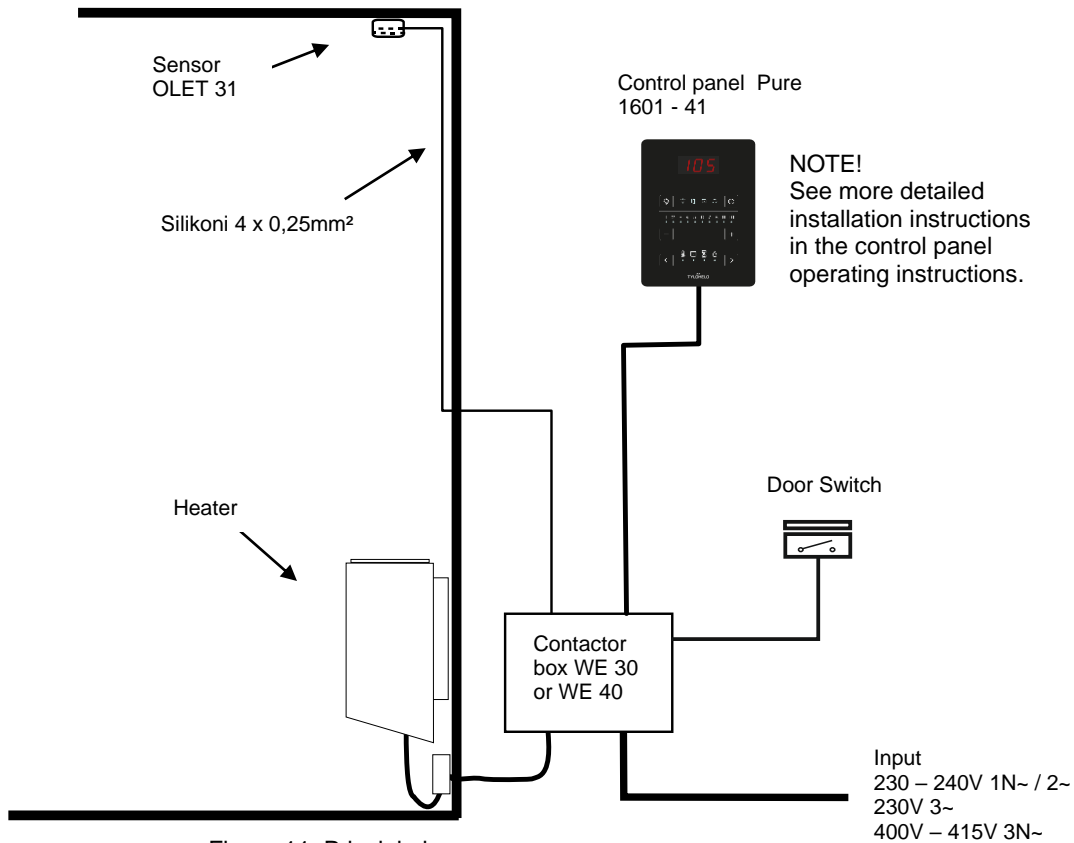 Sensor
OLET 31
Silikoni 4 x 0,25mm²
Control panel Pure
1601 - 41
105
TYLÖHELO
NOTE!
See more detailed
installation instructions
in the control panel
operating instructions.
Heater
Door Switch
Contactor
box WE 30
or WE 40
Input
230 – 240V 1N~ / 2~
230V 3~
400V – 415V 3N~